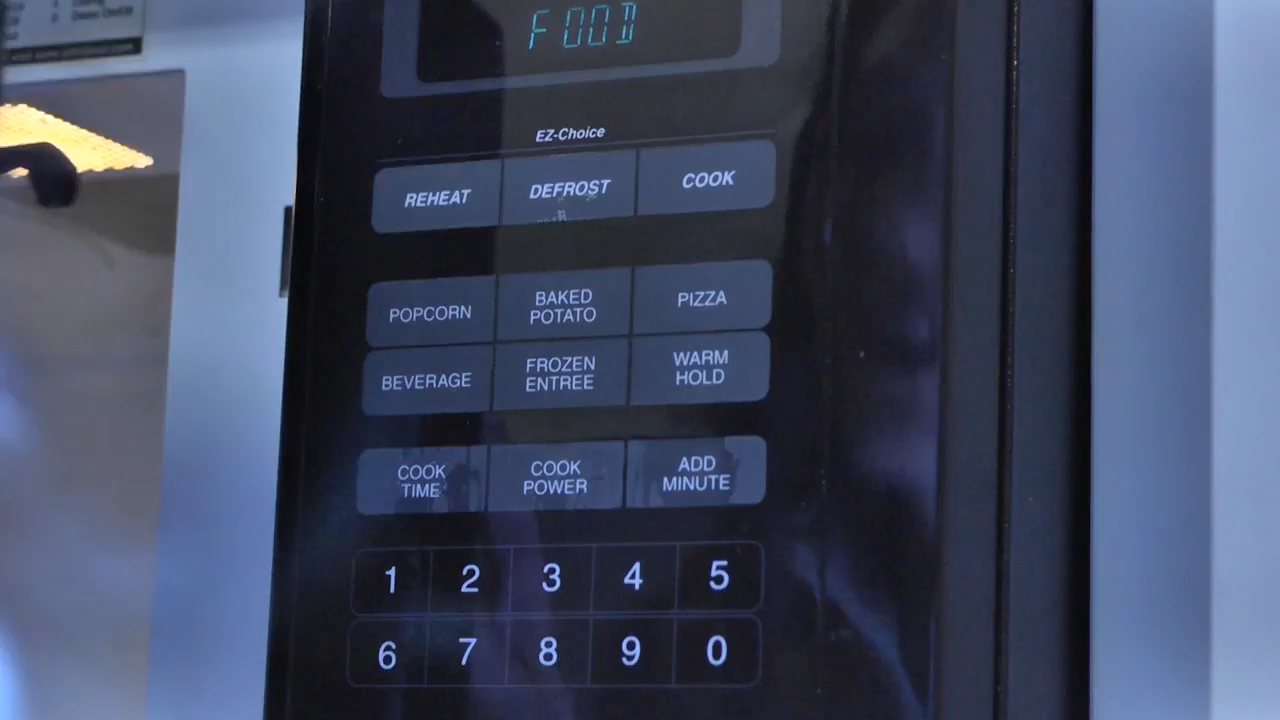 FOOD
EZ-Choice
REHEAT DEFROST COOK
POPCORN BAKED POTATO PIZZA
BEVERAGE FROZEN ENTREE WARM HOLD
COOK TIME COOK POWER ADD MINUTE
1 2 3 4 5
6 7 8 9 0